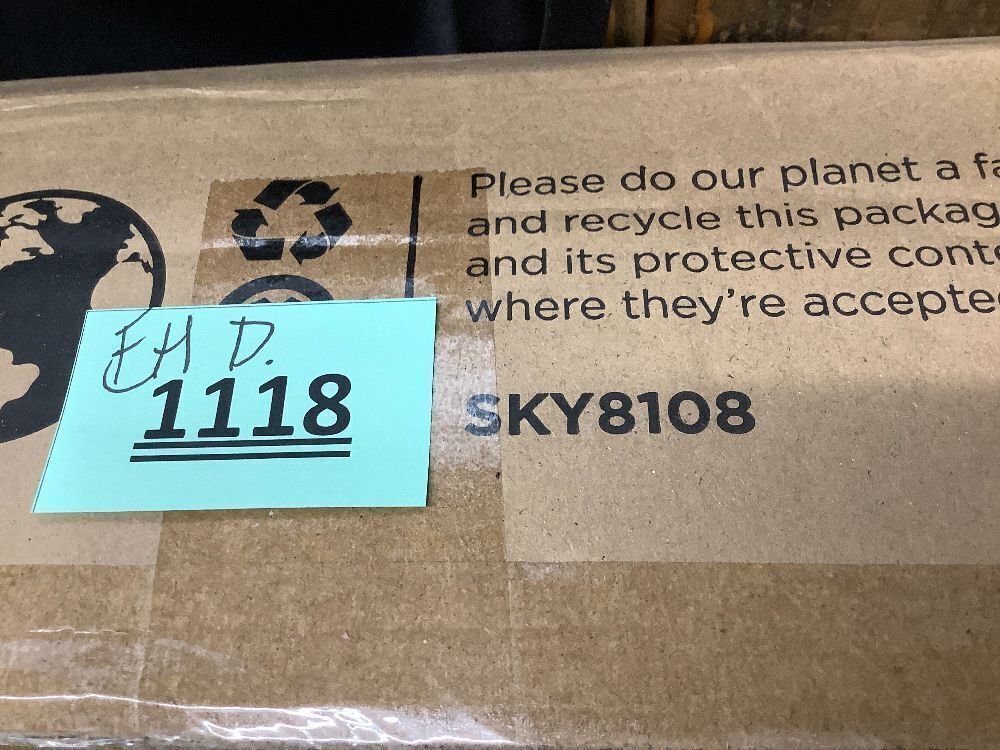 Please do our planet a fa
and recycle this packag
and its protective conte
where they're accepte
SKY8108
EH D.
1118